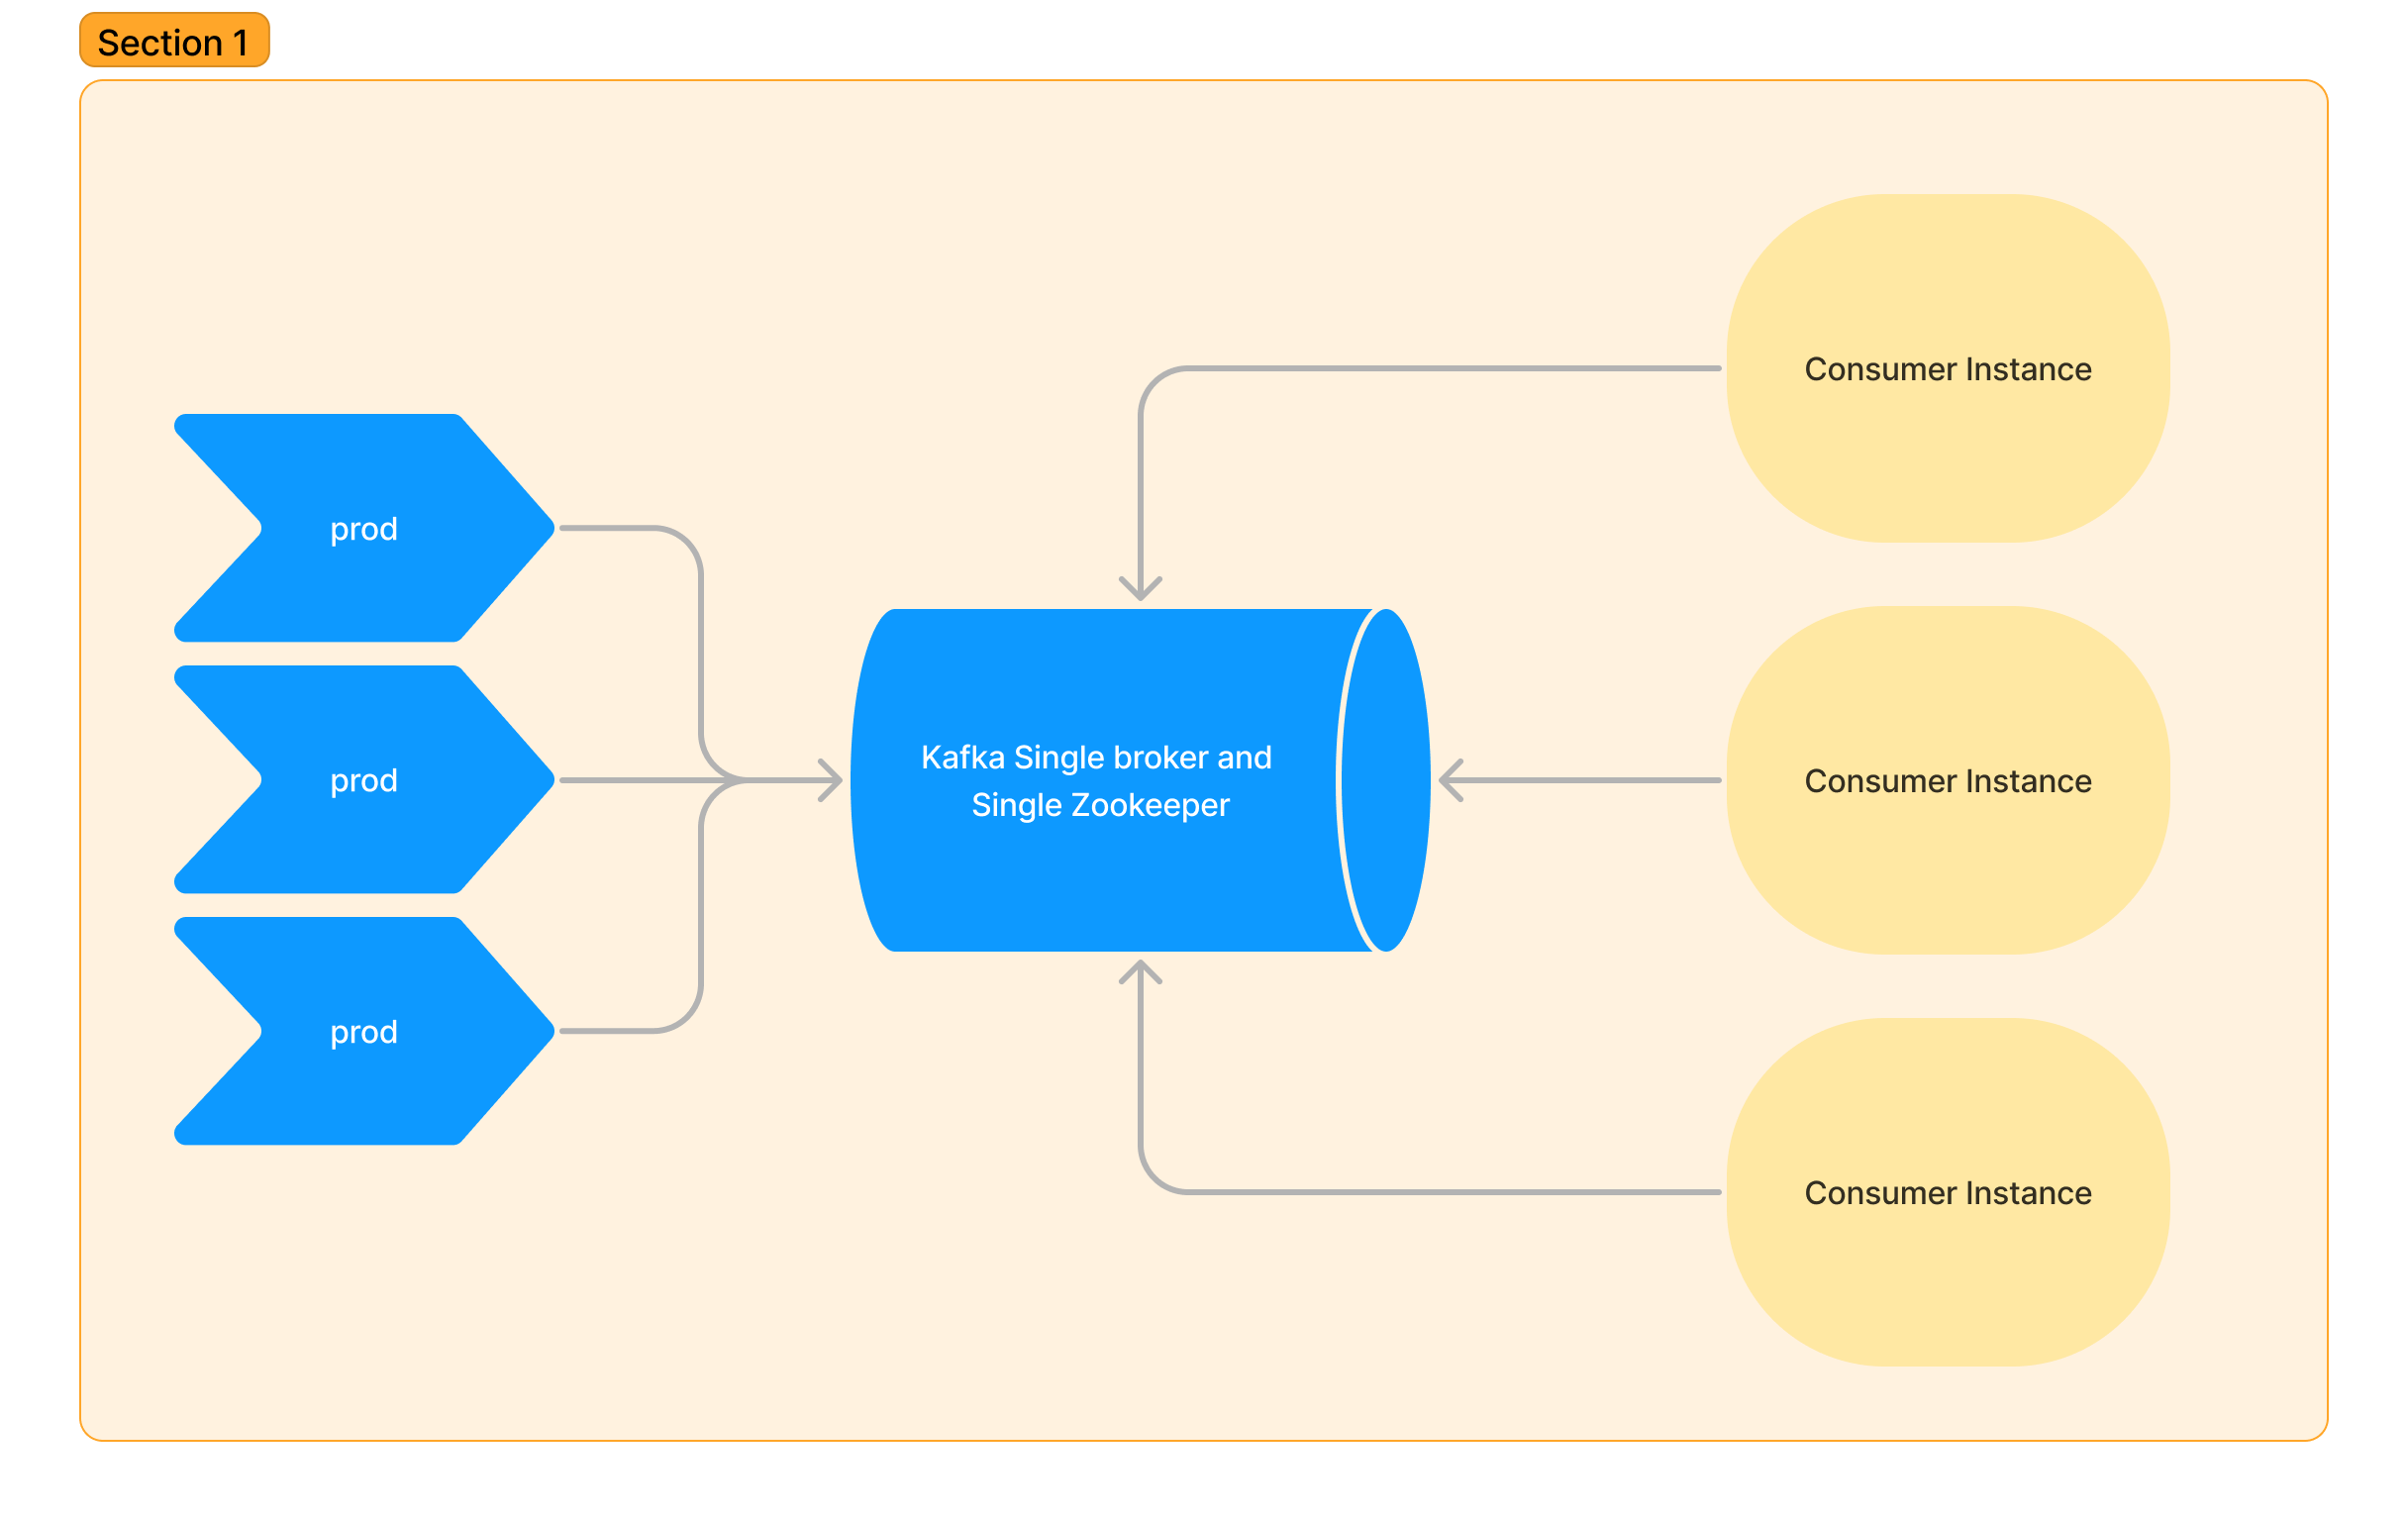 Section 1
prod
prod
prod
Kafka Single broker and
Single Zookeeper
Consumer Instance
Consumer Instance
Consumer Instance